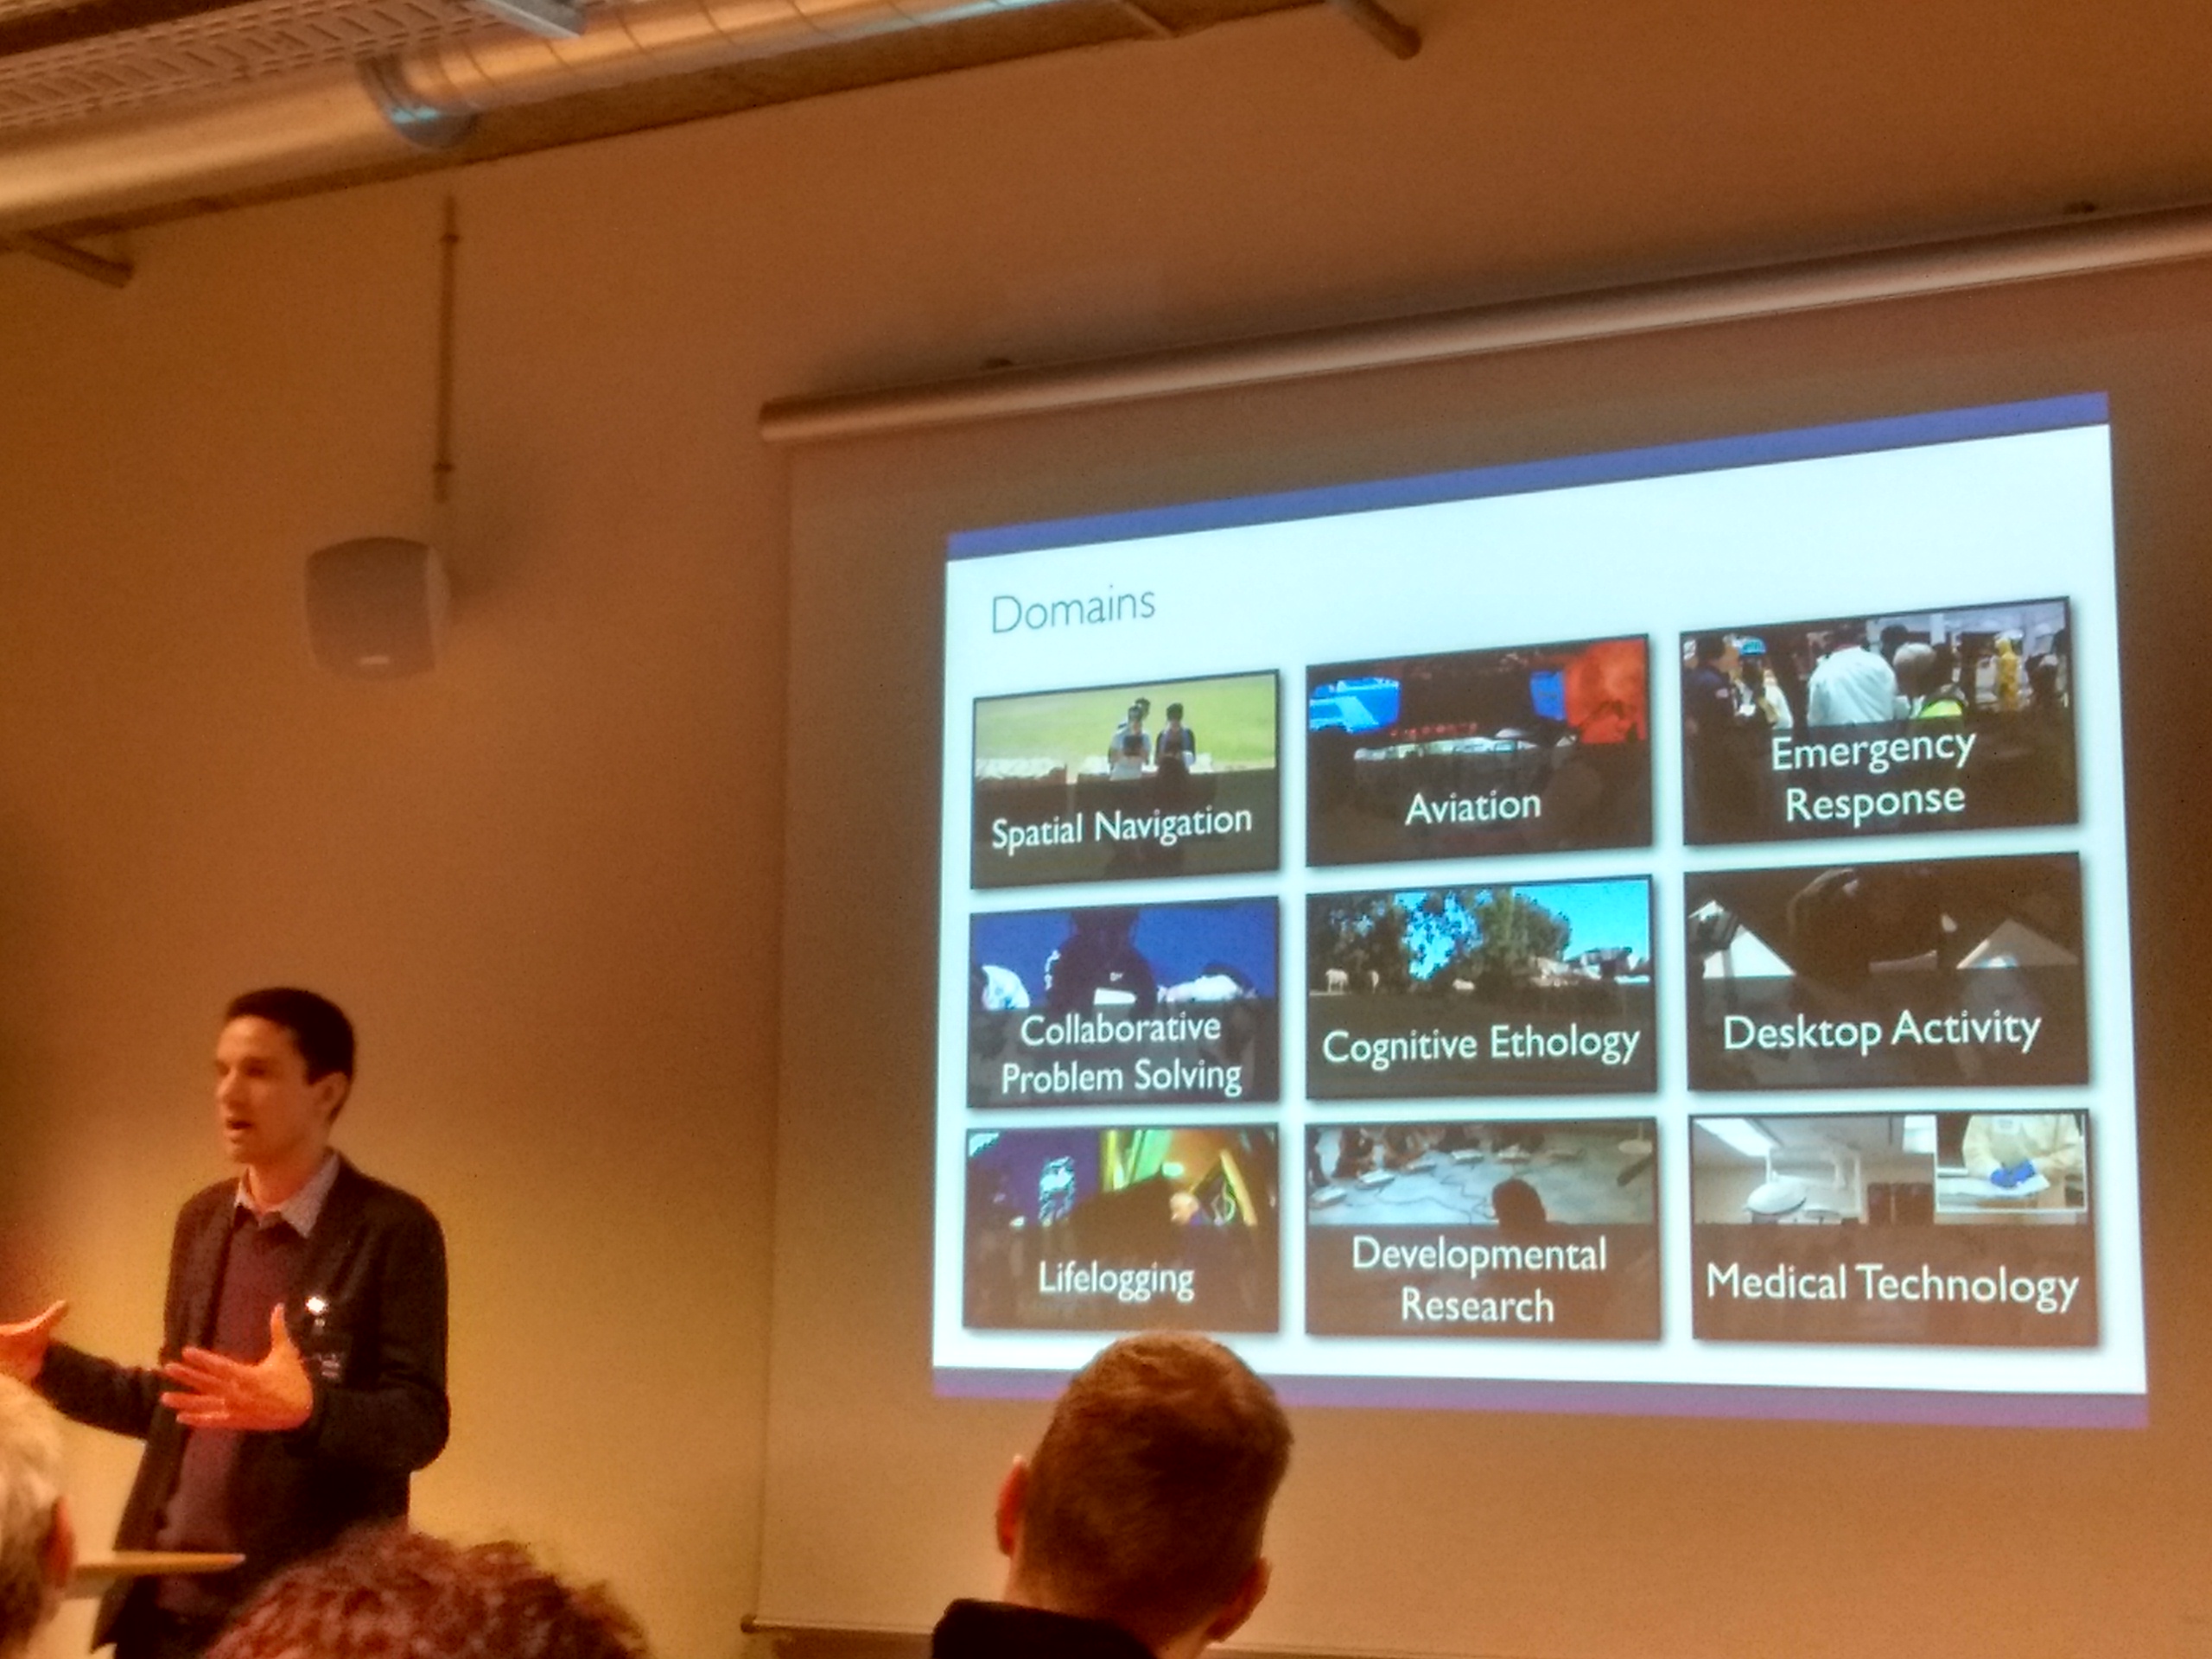 Domains
Spatial Navigation
Aviation
Emergency
Response
Collaborative
Problem Solving
Cognitive Ethology
Desktop Activity
Lifelogging
Developmental
Research
Medical Technology